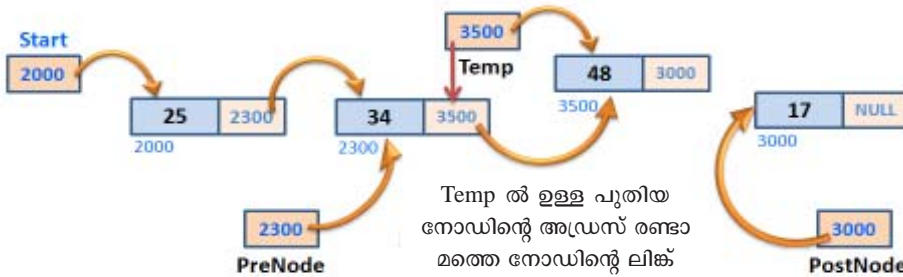 Start
2000
3500
Temp
25 2300
2000
34 3500
2300
48 3000
3500
17 NULL
3000
2300
PreNode
Temp ൽ ഉള്ള പുതിയ
നോഡിന്റെ അഡ്രസ് രണ്ടാ
മത്തെ നോഡിന്റെ ലിങ്ക്
3000
PostNode